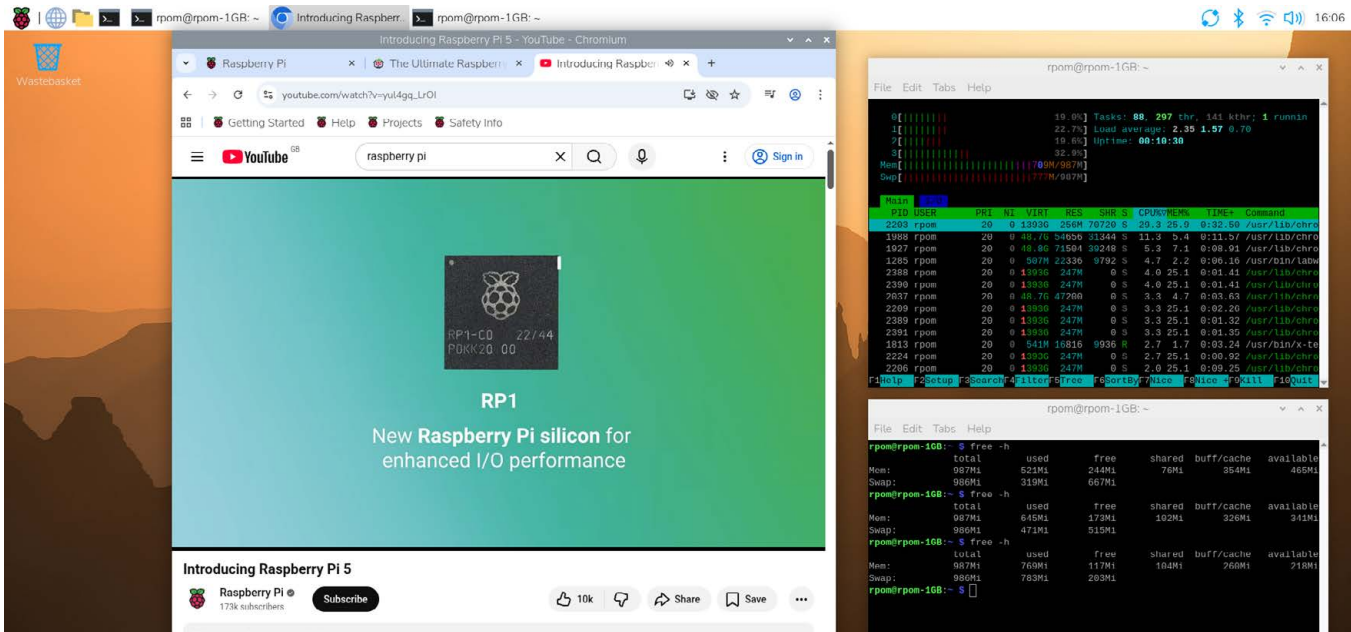 rpom@rpom-1GB: ~ Introducing Raspberr.. rpom@rpom-1GB: ~ 16:06
Wastebasket
Introducing Raspberry Pi 5 - YouTube - Chromium
Raspberry Pi The Ultimate Raspberry Introducing Raspber
youtube.com/watch?v=yul4gq_LrOI
Getting Started Help Projects Safety Info
YouTube GB raspberry pi Sign in
RP1-C0 22/44
P0KK20 00
RP1
New Raspberry Pi silicon for
enhanced I/O performance
Introducing Raspberry Pi 5
Raspberry Pi
173k subscribers
Subscribe 10k Share Save
rpom@rpom-1GB: ~
File Edit Tabs Help
0[ 19.0%] Tasks: 88, 297 thr, 141 kthr; 1 runnin
1[ 22.7%] Load average: 2.35 1.57 0.70
2[ 19.6%] Uptime: 00:10:30
3[ 32.9%]
Mem[ 709M/987M]
Swp[ 777M/987M]
Main I/O
PID USER PRI NI VIRT RES SHR S CPU%▽MEM% TIME+ Command
2203 rpom 20 0 1393G 256M 70720 S 29.3 25.9 0:32.50 /usr/lib/chro
1988 rpom 20 0 48.7G 54656 31344 S 11.3 5.4 0:11.57 /usr/lib/chro
1927 rpom 20 0 48.8G 71504 39248 S 5.3 7.1 0:08.91 /usr/lib/chro
1285 rpom 20 0 507M 22336 9792 S 4.7 2.2 0:06.16 /usr/bin/labw
2388 rpom 20 0 1393G 247M 0 S 4.0 25.1 0:01.41 /usr/lib/chro
2390 rpom 20 0 1393G 247M 0 S 4.0 25.1 0:01.41 /usr/lib/chro
2037 rpom 20 0 48.7G 47200 0 S 3.3 4.7 0:03.63 /usr/lib/chro
2209 rpom 20 0 1393G 247M 0 S 3.3 25.1 0:02.26 /usr/lib/chro
2389 rpom 20 0 1393G 247M 0 S 3.3 25.1 0:01.32 /usr/lib/chro
2391 rpom 20 0 1393G 247M 0 S 3.3 25.1 0:01.35 /usr/lib/chro
1813 rpom 20 0 541M 16816 9936 R 2.7 1.7 0:03.24 /usr/bin/x-te
2224 rpom 20 0 1393G 247M 0 S 2.7 25.1 0:00.92 /usr/lib/chro
2206 rpom 20 0 1393G 247M 0 S 2.0 25.1 0:09.25 /usr/lib/chro
F1Help F2Setup F3SearchF4FilterF5Tree F6SortByF7Nice -F8Nice +F9Kill F10Quit
rpom@rpom-1GB: ~
File Edit Tabs Help
rpom@rpom-1GB:~ $ free -h
total used free shared buff/cache available
Mem: 987Mi 521Mi 244Mi 76Mi 354Mi 465Mi
Swap: 986Mi 319Mi 667Mi
rpom@rpom-1GB:~ $ free -h
total used free shared buff/cache available
Mem: 987Mi 645Mi 173Mi 102Mi 326Mi 341Mi
Swap: 986Mi 471Mi 515Mi
rpom@rpom-1GB:~ $ free -h
total used free shared buff/cache available
Mem: 987Mi 769Mi 117Mi 104Mi 260Mi 218Mi
Swap: 986Mi 783Mi 203Mi
rpom@rpom-1GB:~ $